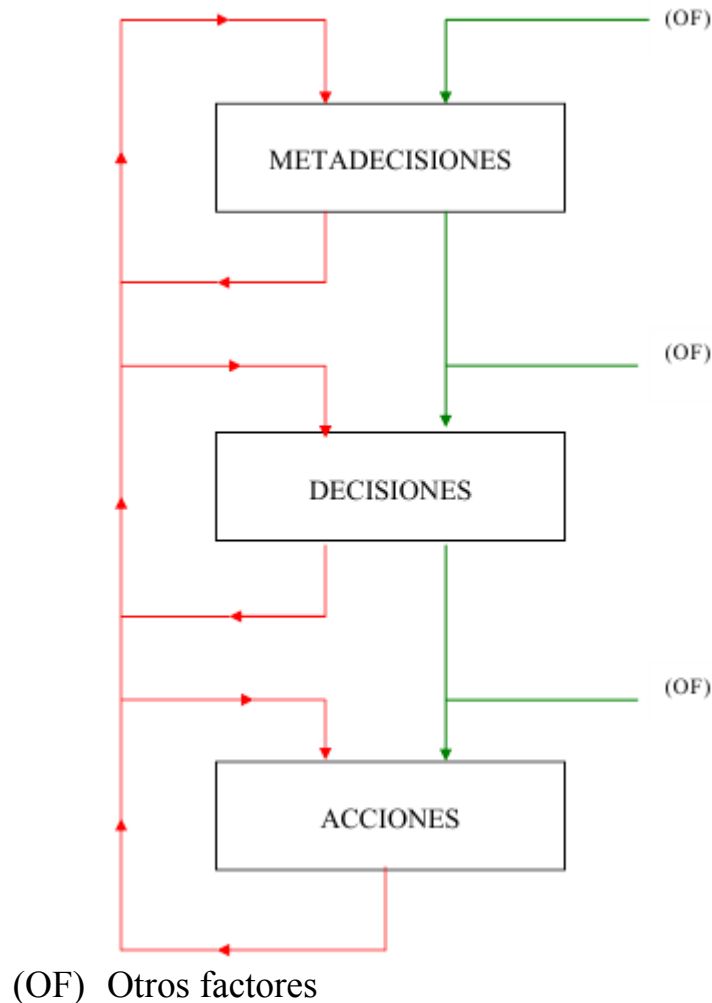 (OF)
METADECISIONES
(OF)
DECISIONES
(OF)
ACCIONES
(OF) Otros factores